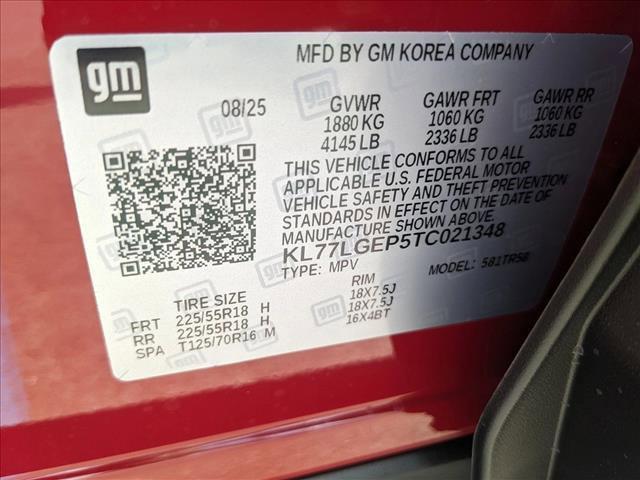 gm
MFD BY GM KOREA COMPANY
08/25
GVWR GAWR FRT GAWR RR
1880 KG 1060 KG 1060 KG
4145 LB 2336 LB 2336 LB
THIS VEHICLE CONFORMS TO ALL
APPLICABLE U.S. FEDERAL MOTOR
VEHICLE SAFETY AND THEFT PREVENTION
STANDARDS IN EFFECT ON THE DATE OF
MANUFACTURE SHOWN ABOVE.
KL77LGEP5TC021348
TYPE: MPV MODEL: 581TR58
TIRE SIZE RIM
FRT 225/55R18 H 18X7.5J
RR 225/55R18 H 18X7.5J
SPA T125/70R16 M 16X4BT